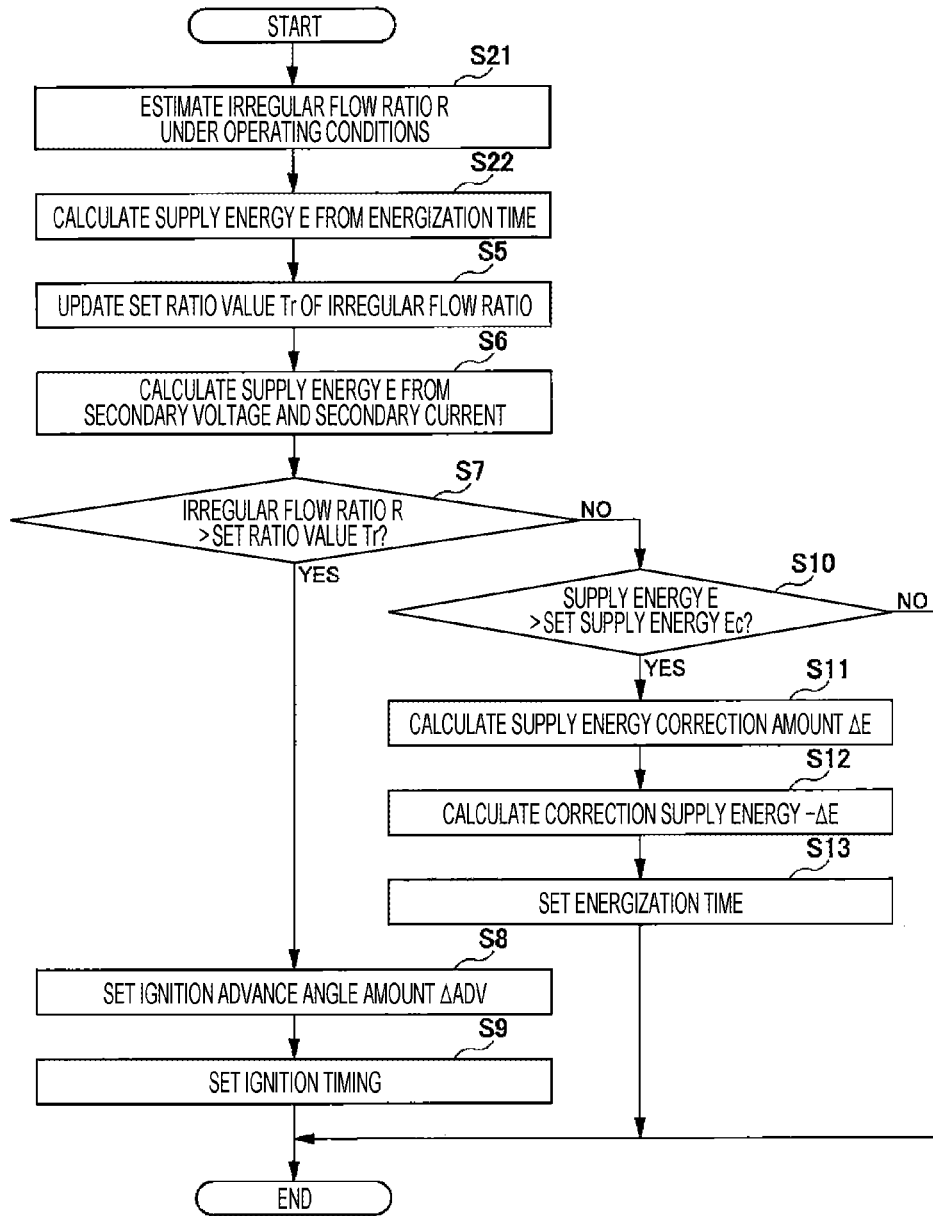 START
S21
ESTIMATE IRREGULAR FLOW RATIO R
UNDER OPERATING CONDITIONS
S22
CALCULATE SUPPLY ENERGY E FROM ENERGIZATION TIME
S5
UPDATE SET RATIO VALUE Tr OF IRREGULAR FLOW RATIO
S6
CALCULATE SUPPLY ENERGY E FROM
SECONDARY VOLTAGE AND SECONDARY CURRENT
S7
IRREGULAR FLOW RATIO R
>SET RATIO VALUE Tr?
NO
YES
S10
SUPPLY ENERGY E
>SET SUPPLY ENERGY Ec?
NO
YES
S11
CALCULATE SUPPLY ENERGY CORRECTION AMOUNT ΔE
S12
CALCULATE CORRECTION SUPPLY ENERGY -ΔE
S13
SET ENERGIZATION TIME
S8
SET IGNITION ADVANCE ANGLE AMOUNT ΔADV
S9
SET IGNITION TIMING
END